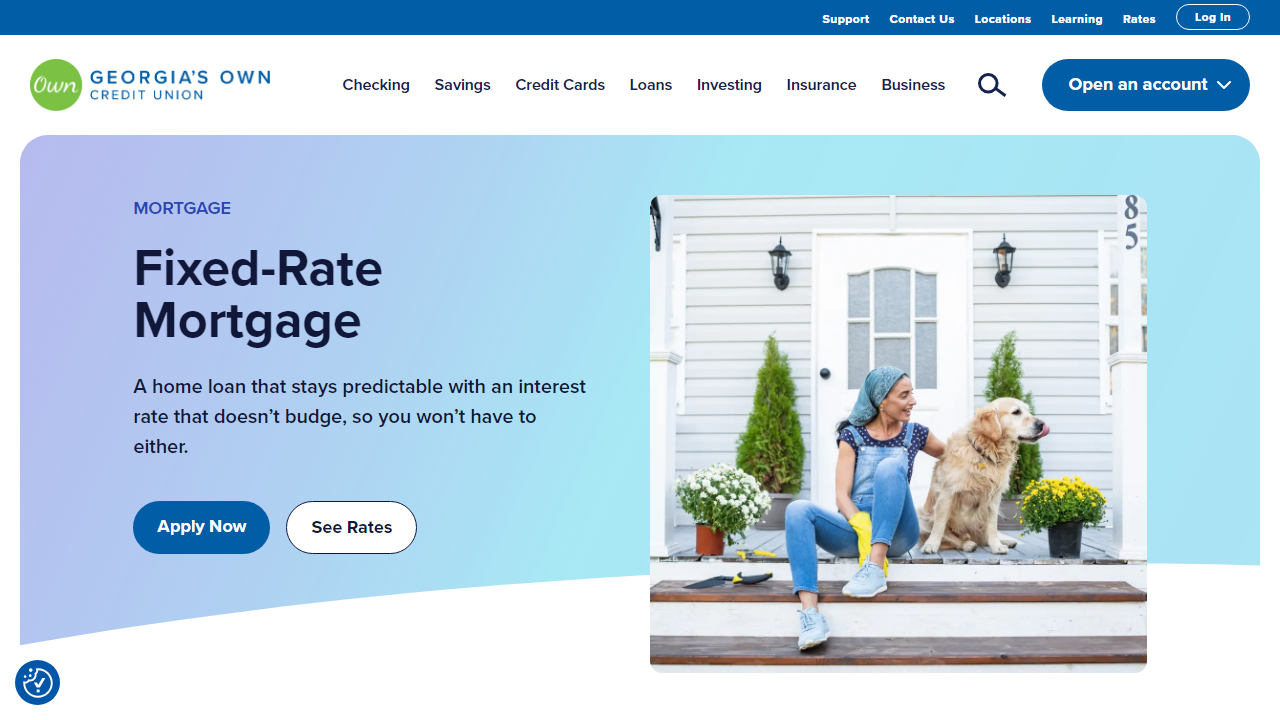 Support Contact Us Locations Learning Rates Log In
Own GEORGIA'S OWN
CREDIT UNION
Checking Savings Credit Cards Loans Investing Insurance Business Open an account
MORTGAGE
Fixed-Rate
Mortgage
A home loan that stays predictable with an interest
rate that doesn’t budge, so you won’t have to
either.
Apply Now See Rates
8
5